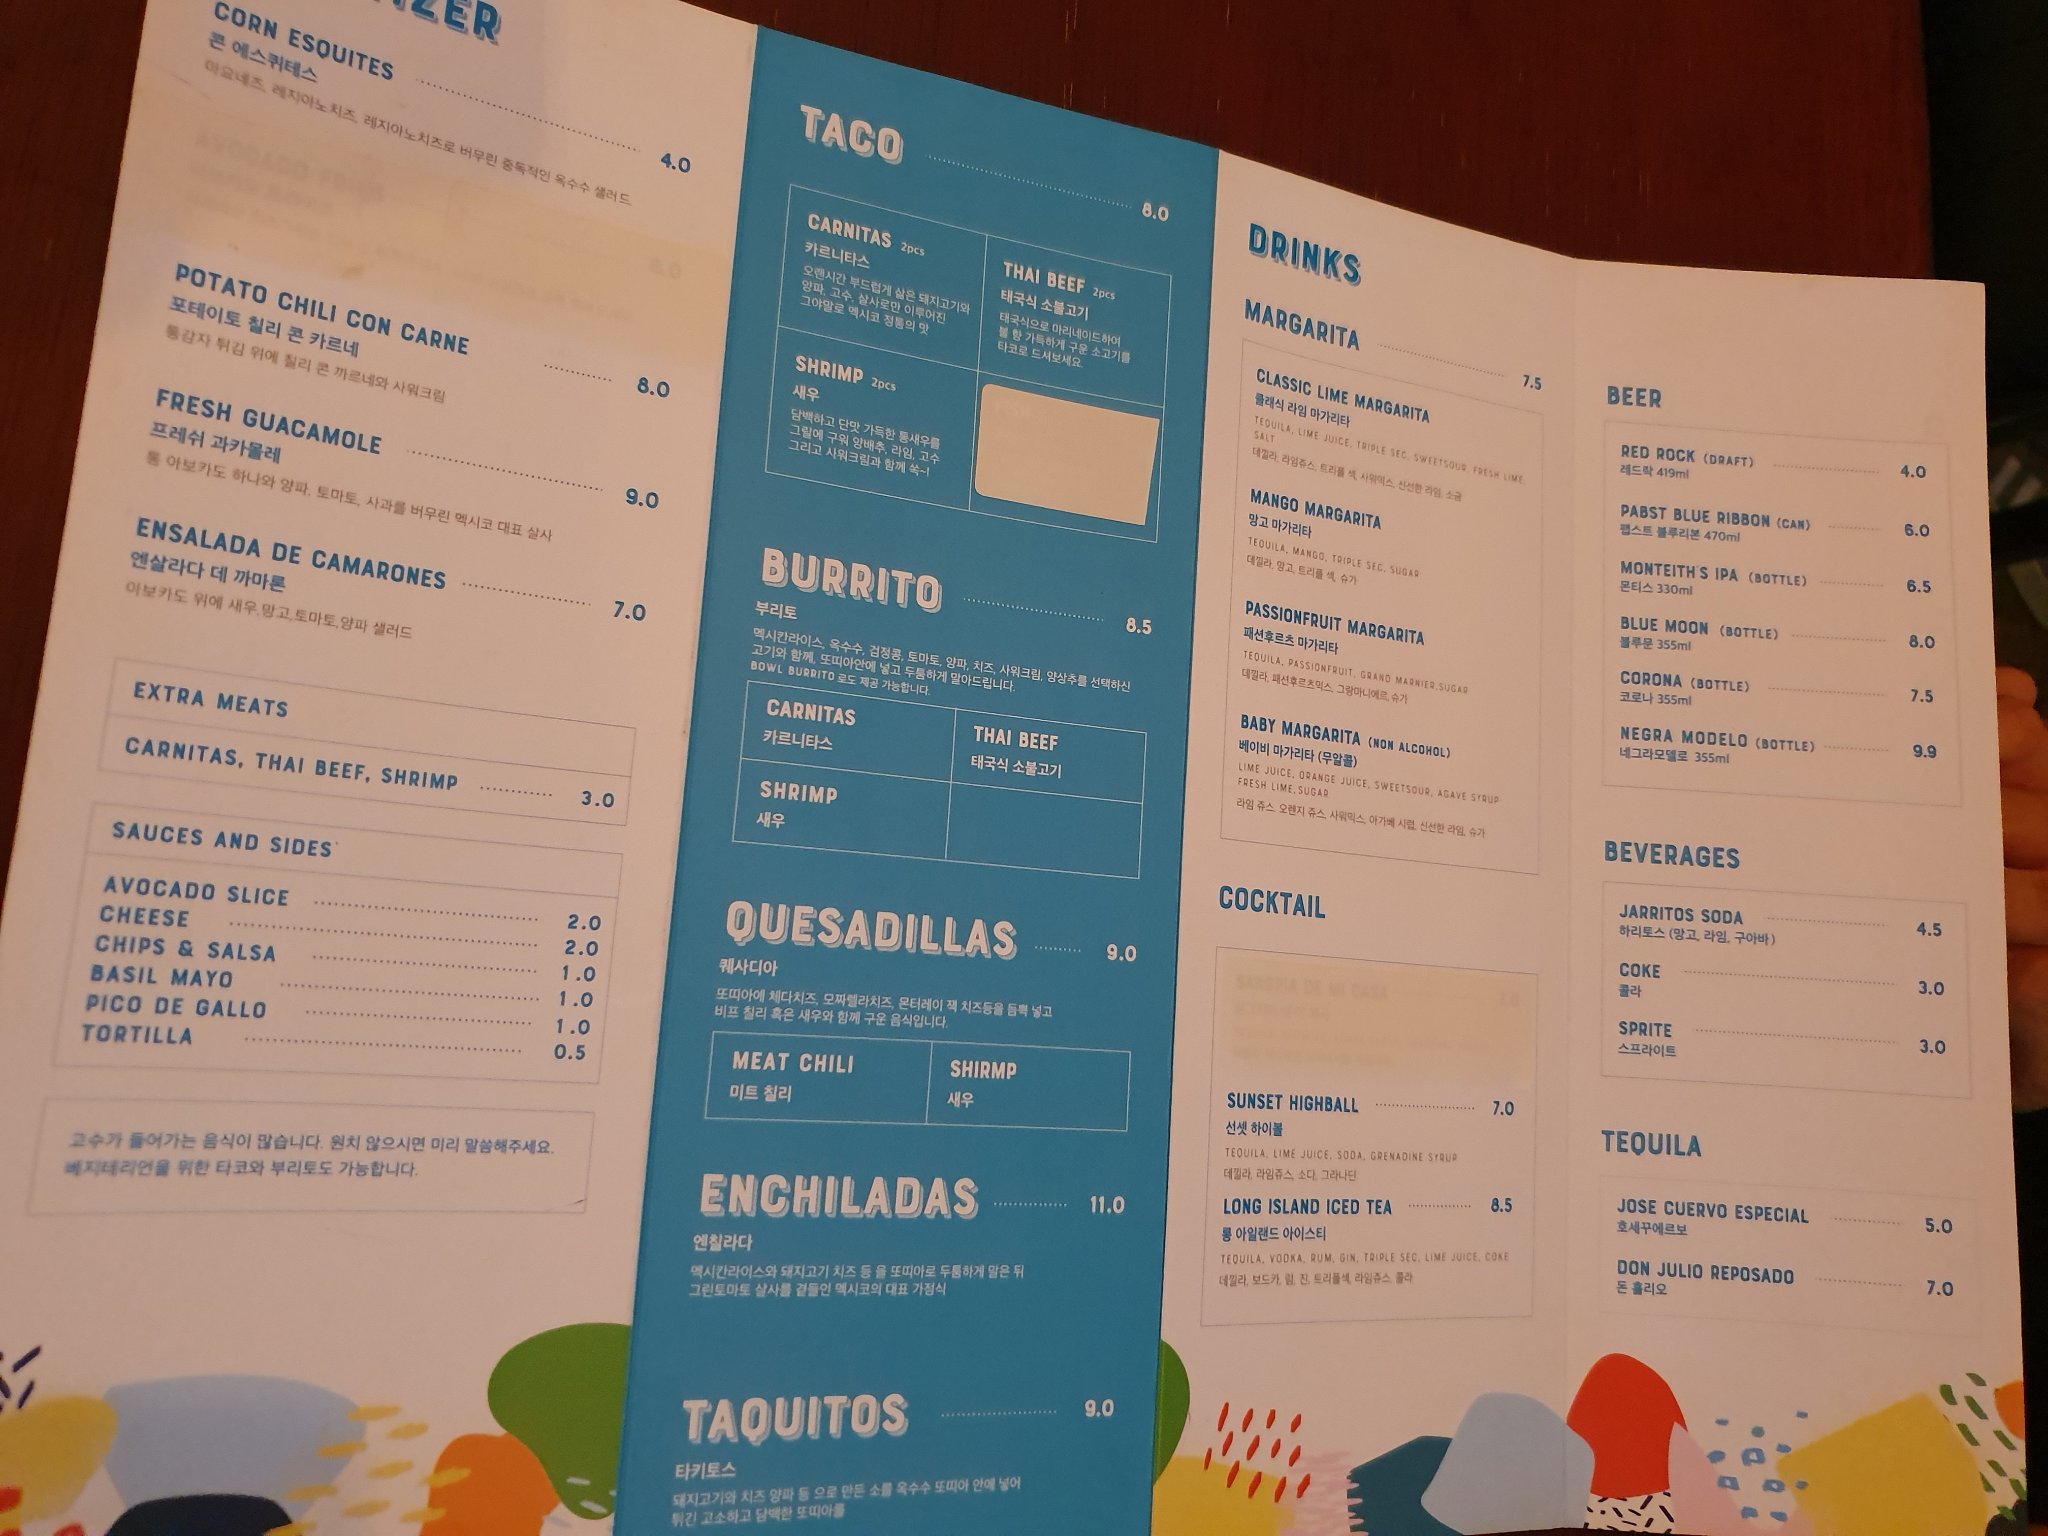 CORN ESQUITES 4.0
콘 에스퀴테스
마요네즈, 레지아노치즈, 레지아노치즈로 버무린 중독적인 옥수수 샐러드
POTATO CHILI CON CARNE 8.0
포테이토 칠리 콘 카르네
통감자 튀김 위에 칠리 콘 까르네와 사워크림
FRESH GUACAMOLE 9.0
프레쉬 과카몰레
통 아보카도 하나와 양파, 토마토, 사과를 버무린 멕시코 대표 살사
ENSALADA DE CAMARONES 7.0
엔살라다 데 까마론
아보카도 위에 새우,망고,토마토,양파 샐러드
EXTRA MEATS
CARNITAS, THAI BEEF, SHRIMP 3.0
SAUCES AND SIDES
AVOCADO SLICE 2.0
CHEESE 2.0
CHIPS & SALSA 1.0
BASIL MAYO 1.0
PICO DE GALLO 1.0
TORTILLA 0.5
고수가 들어가는 음식이 많습니다. 원치 않으시면 미리 말씀해주세요.
베지테리언을 위한 타코와 부리토도 가능합니다.
TACO 8.0
CARNITAS 2pcs
카르니타스
오랜시간 부드럽게 삶은 돼지고기와
양파, 고수, 살사로만 이루어진
그야말로 멕시코 정통의 맛
THAI BEEF 2pcs
태국식 소불고기
태국식으로 마리네이드하여
불 향 가득하게 구운 소고기를
타코로 드셔보세요.
SHRIMP 2pcs
새우
담백하고 단맛 가득한 통새우를
그릴에 구워 양배추, 라임, 고수
그리고 사워크림과 함께 쏙~!
BURRITO 8.5
부리토
멕시칸라이스, 옥수수, 검정콩, 토마토, 양파, 치즈, 사워크림, 양상추를 선택하신
고기와 함께, 또띠아안에 넣고 두툼하게 말아드립니다.
BOWL BURRITO 로도 제공 가능합니다.
CARNITAS
카르니타스
THAI BEEF
태국식 소불고기
SHRIMP
새우
QUESADILLAS 9.0
퀘사디아
또띠아에 체다치즈, 모짜렐라치즈, 몬터레이 잭 치즈등을 듬뿍 넣고
비프 칠리 혹은 새우와 함께 구운 음식입니다.
MEAT CHILI
미트 칠리
SHIRMP
새우
ENCHILADAS 11.0
엔칠라다
멕시칸라이스와 돼지고기 치즈 등 을 또띠아로 두툼하게 말은 뒤
그린토마토 살사를 곁들인 멕시코의 대표 가정식
TAQUITOS 9.0
타키토스
돼지고기와 치즈 양파 등 으로 만든 소를 옥수수 또띠아 안에 넣어
튀긴 고소하고 담백한 또띠아롤
DRINKS
MARGARITA 7.5
CLASSIC LIME MARGARITA
클래식 라임 마가리타
TEQUILA, LIME JUICE, TRIPLE SEC, SWEETSOUR, FRESH LIME,
SALT
데낄라, 라임쥬스, 트리플 섹, 사워믹스, 신선한 라임, 소금
MANGO MARGARITA
망고 마가리타
TEQUILA, MANGO, TRIPLE SEC, SUGAR
데낄라, 망고, 트리플 섹, 슈가
PASSIONFRUIT MARGARITA
패션후르츠 마가리타
TEQUILA, PASSIONFRUIT, GRAND MARNIER,SUGAR
데낄라, 패션후르츠믹스, 그랑마니에르,슈가
BABY MARGARITA (NON ALCOHOL)
베이비 마가리타 (무알콜)
LIME JUICE, ORANGE JUICE, SWEETSOUR, AGAVE SYRUP
FRESH LIME,SUGAR
라임 쥬스, 오렌지 쥬스, 사워믹스, 아가베 시럽, 신선한 라임, 슈가
COCKTAIL
SUNSET HIGHBALL 7.0
선셋 하이볼
TEQUILA, LIME JUICE, SODA, GRENADINE SYRUP
데낄라, 라임쥬스, 소다, 그라나딘
LONG ISLAND ICED TEA 8.5
롱 아일랜드 아이스티
TEQUILA, VODKA, RUM, GIN, TRIPLE SEC, LIME JUICE, COKE
데낄라, 보드카, 럼, 진, 트리플섹, 라임쥬스, 콜라
BEER
RED ROCK (DRAFT) 4.0
레드락 419ml
PABST BLUE RIBBON (CAN) 6.0
팹스트 블루리본 470ml
MONTEITH'S IPA (BOTTLE) 6.5
몬티스 330ml
BLUE MOON (BOTTLE) 8.0
블루문 355ml
CORONA (BOTTLE) 7.5
코로나 355ml
NEGRA MODELO (BOTTLE) 9.9
네그라모델로 355ml
BEVERAGES
JARRITOS SODA 4.5
하리토스 (망고, 라임, 구아바)
COKE 3.0
콜라
SPRITE 3.0
스프라이트
TEQUILA
JOSE CUERVO ESPECIAL 5.0
호세꾸에르보
DON JULIO REPOSADO 7.0
돈 훌리오